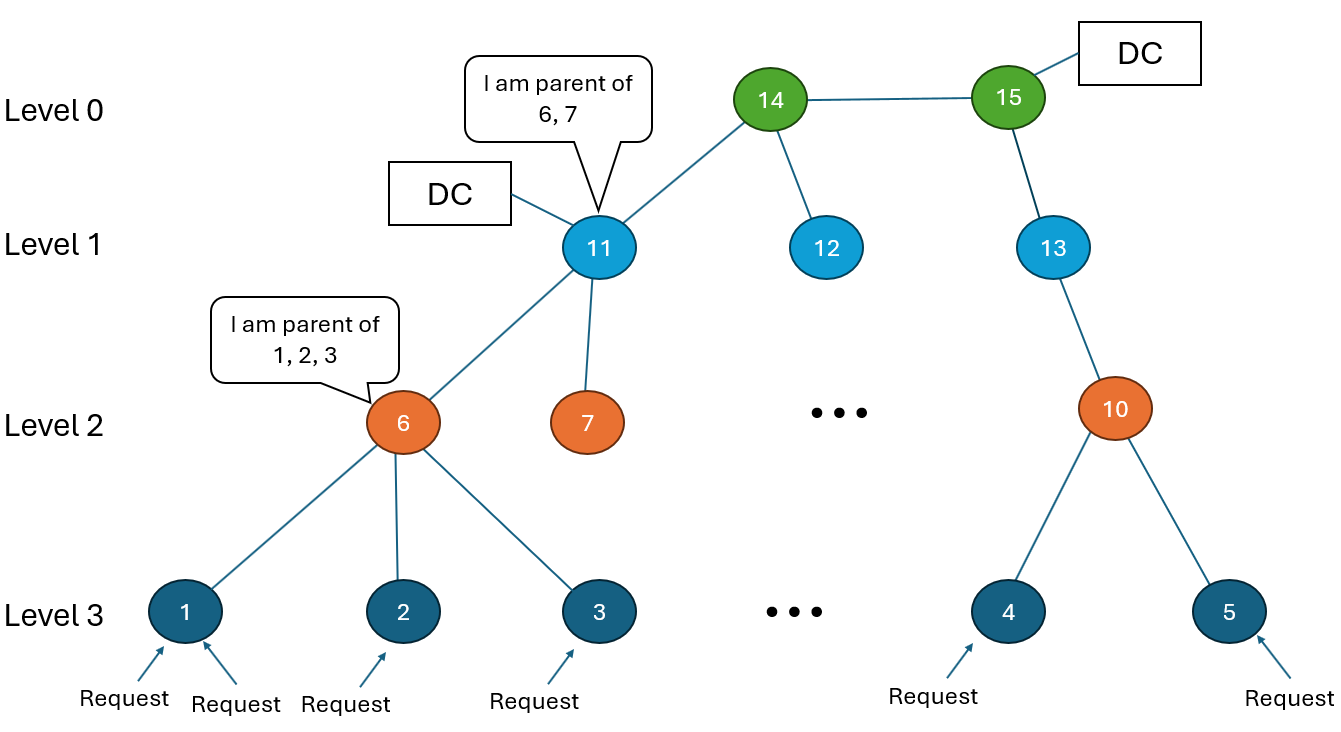 DC
I am parent of
6, 7
14
15
Level 0
DC
Level 1
11
12
13
I am parent of
1, 2, 3
Level 2
6
7
10
Level 3
1
2
3
4
5
Request
Request
Request
Request
Request
Request